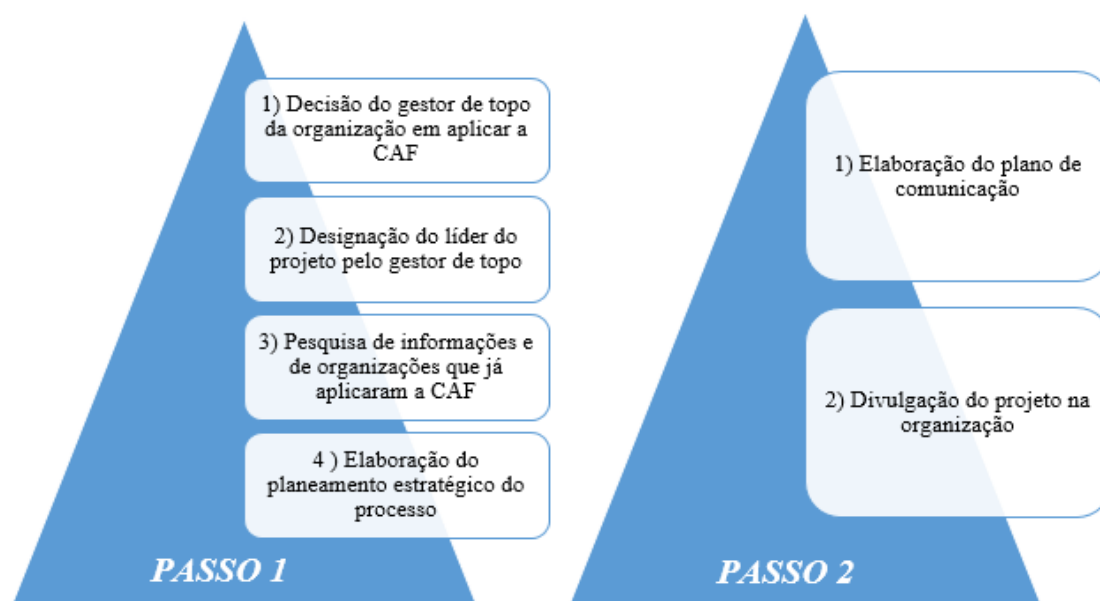 1) Decisão do gestor de topo
da organização em aplicar a
CAF
2) Designação do líder do
projeto pelo gestor de topo
3) Pesquisa de informações e
de organizações que já
aplicaram a CAF
4 ) Elaboração do
planeamento estratégico do
processo
PASSO 1
1) Elaboração do plano de
comunicação
2) Divulgação do projeto na
organização
PASSO 2